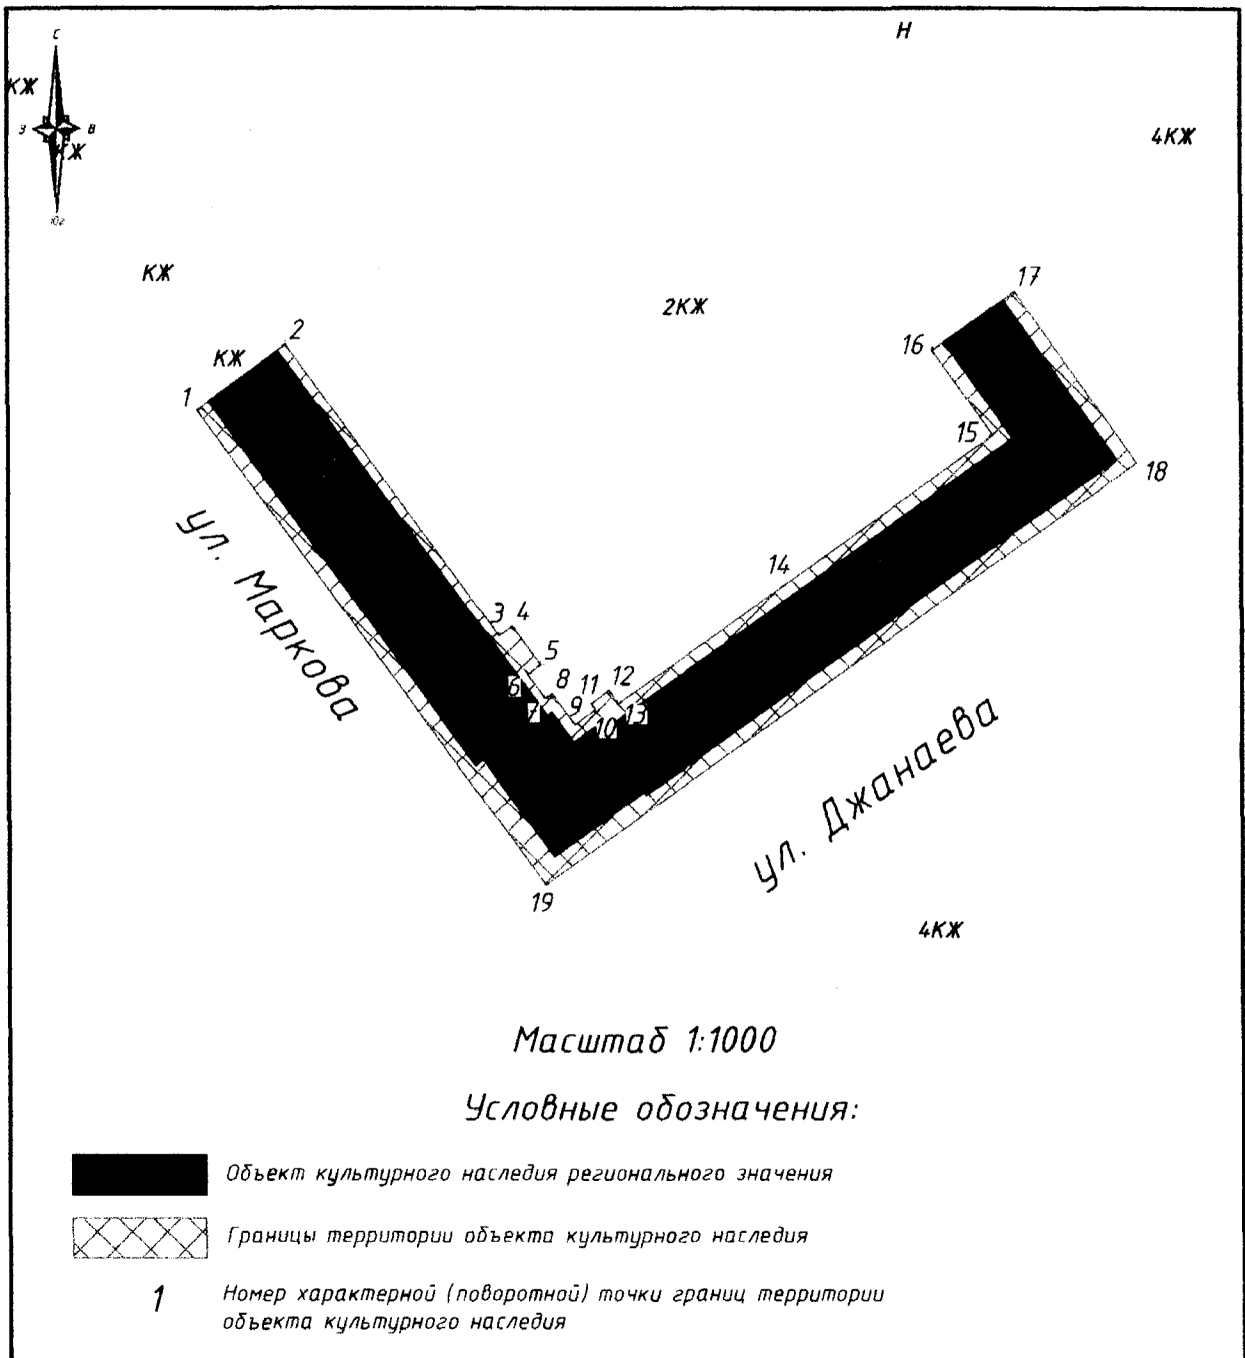 С
Н
КЖ
З
В
КЖ
Юг
4КЖ
КЖ
2КЖ
17
2
16
КЖ
1
15
18
14
ул. Маркова
3
4
5
6
8
7
9
11
12
10
13
ул. Джанаева
19
4КЖ
Масштаб 1:1000
Условные обозначения:
Объект культурного наследия регионального значения
Границы территории объекта культурного наследия
1
Номер характерной (поворотной) точки границ территории
объекта культурного наследия